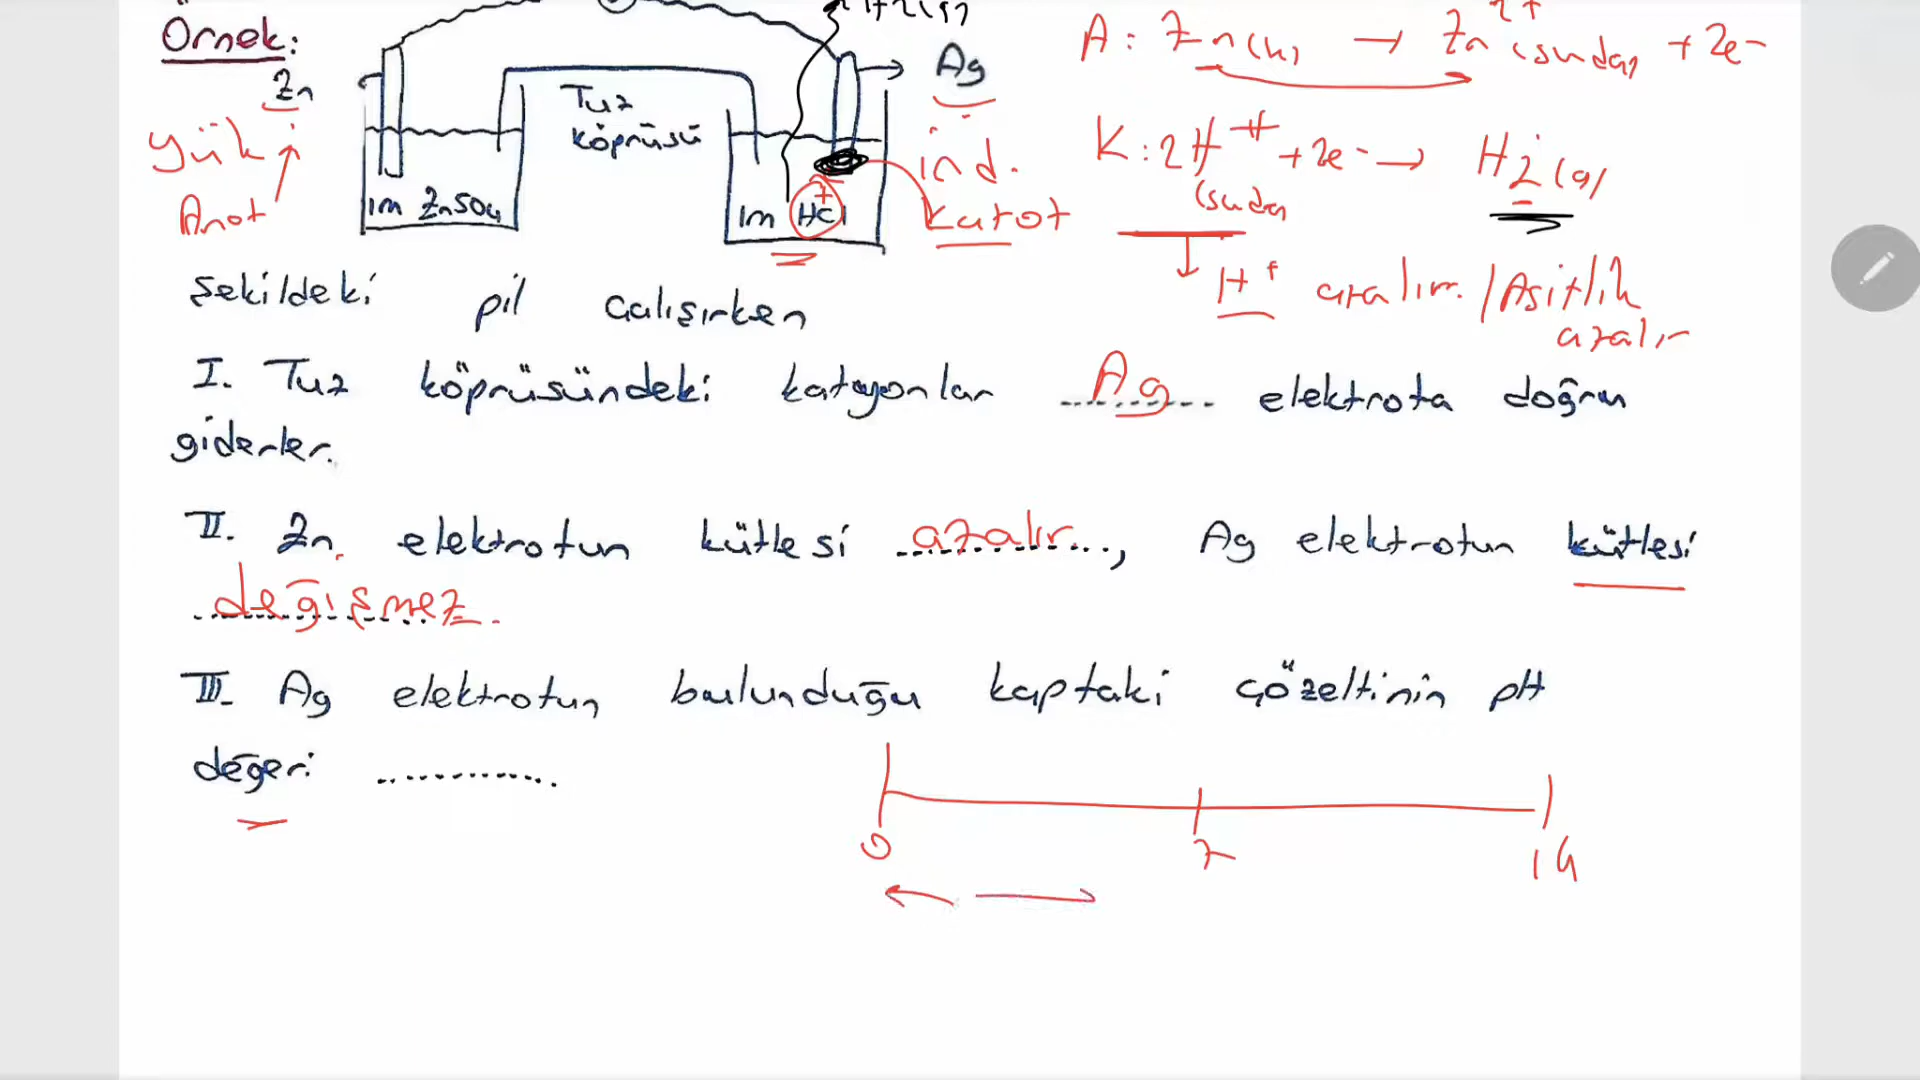 Örnek:
H2(g)
Zn
Ag
Tuz
köprüsü
1M ZnSO4
1M HCl
+
yük
Anot
ind.
Katot
A: Zn(k) → Zn2+(suda) + 2e-
K: 2H+ + 2e- → H2(g)
(suda
H+ azalır. / Asitlik
azalır
Şekildeki pil çalışırken
I. Tuz köprüsündeki katyonlar ...Ag... elektrota doğru
giderler.
II. Zn elektrotun kütlesi ..azalır..., Ag elektrotun kütlesi
değişmez.
III. Ag elektrotun bulunduğu kaptaki çözeltinin pH
değeri .............
0 7 14